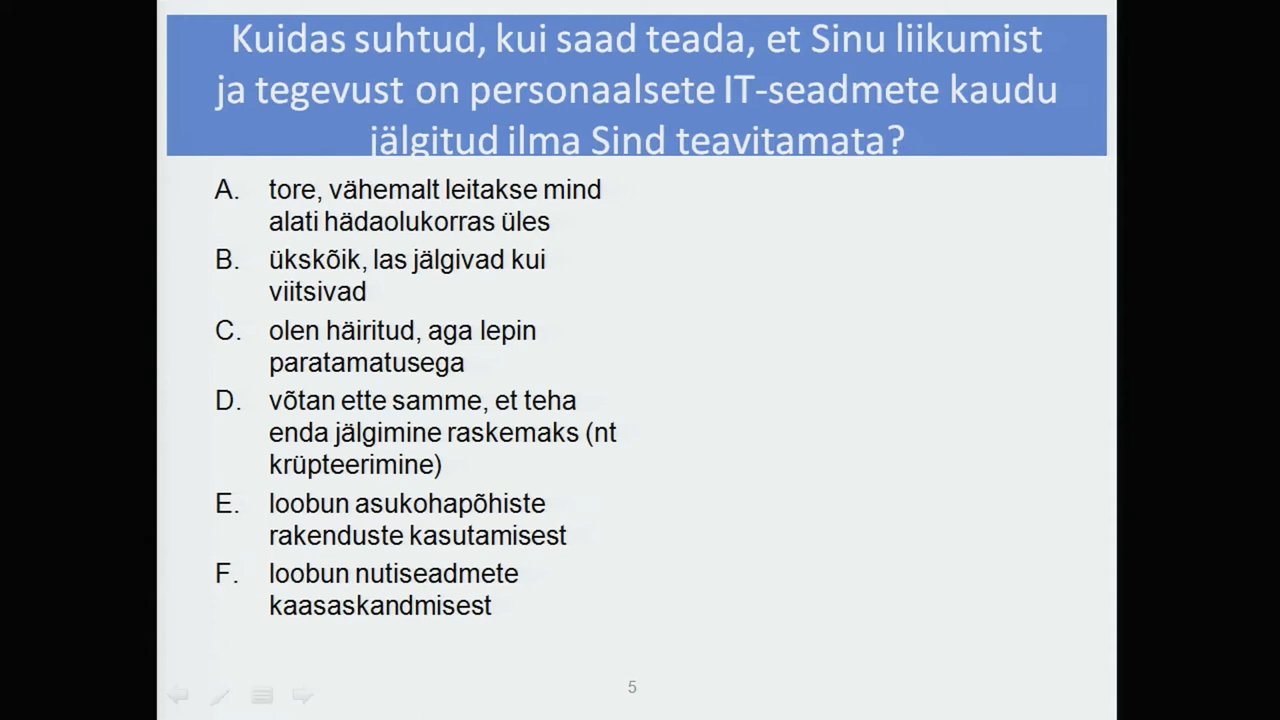 Kuidas suhtud, kui saad teada, et Sinu liikumist
ja tegevust on personaalsete IT-seadmete kaudu
jälgitud ilma Sind teavitamata?
A. tore, vähemalt leitakse mind
alati hädaolukorras üles
B. ükskõik, las jälgivad kui
viitsivad
C. olen häiritud, aga lepin
paratamatusega
D. võtan ette samme, et teha
enda jälgimine raskemaks (nt
krüpteerimine)
E. loobun asukohapõhiste
rakenduste kasutamisest
F. loobun nutiseadmete
kaasaskandmisest
5